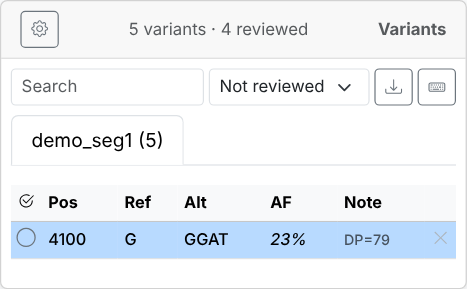 5 variants · 4 reviewed Variants
Search Not reviewed
demo_seg1 (5)
Pos Ref Alt AF Note
4100 G GGAT 23% DP=79